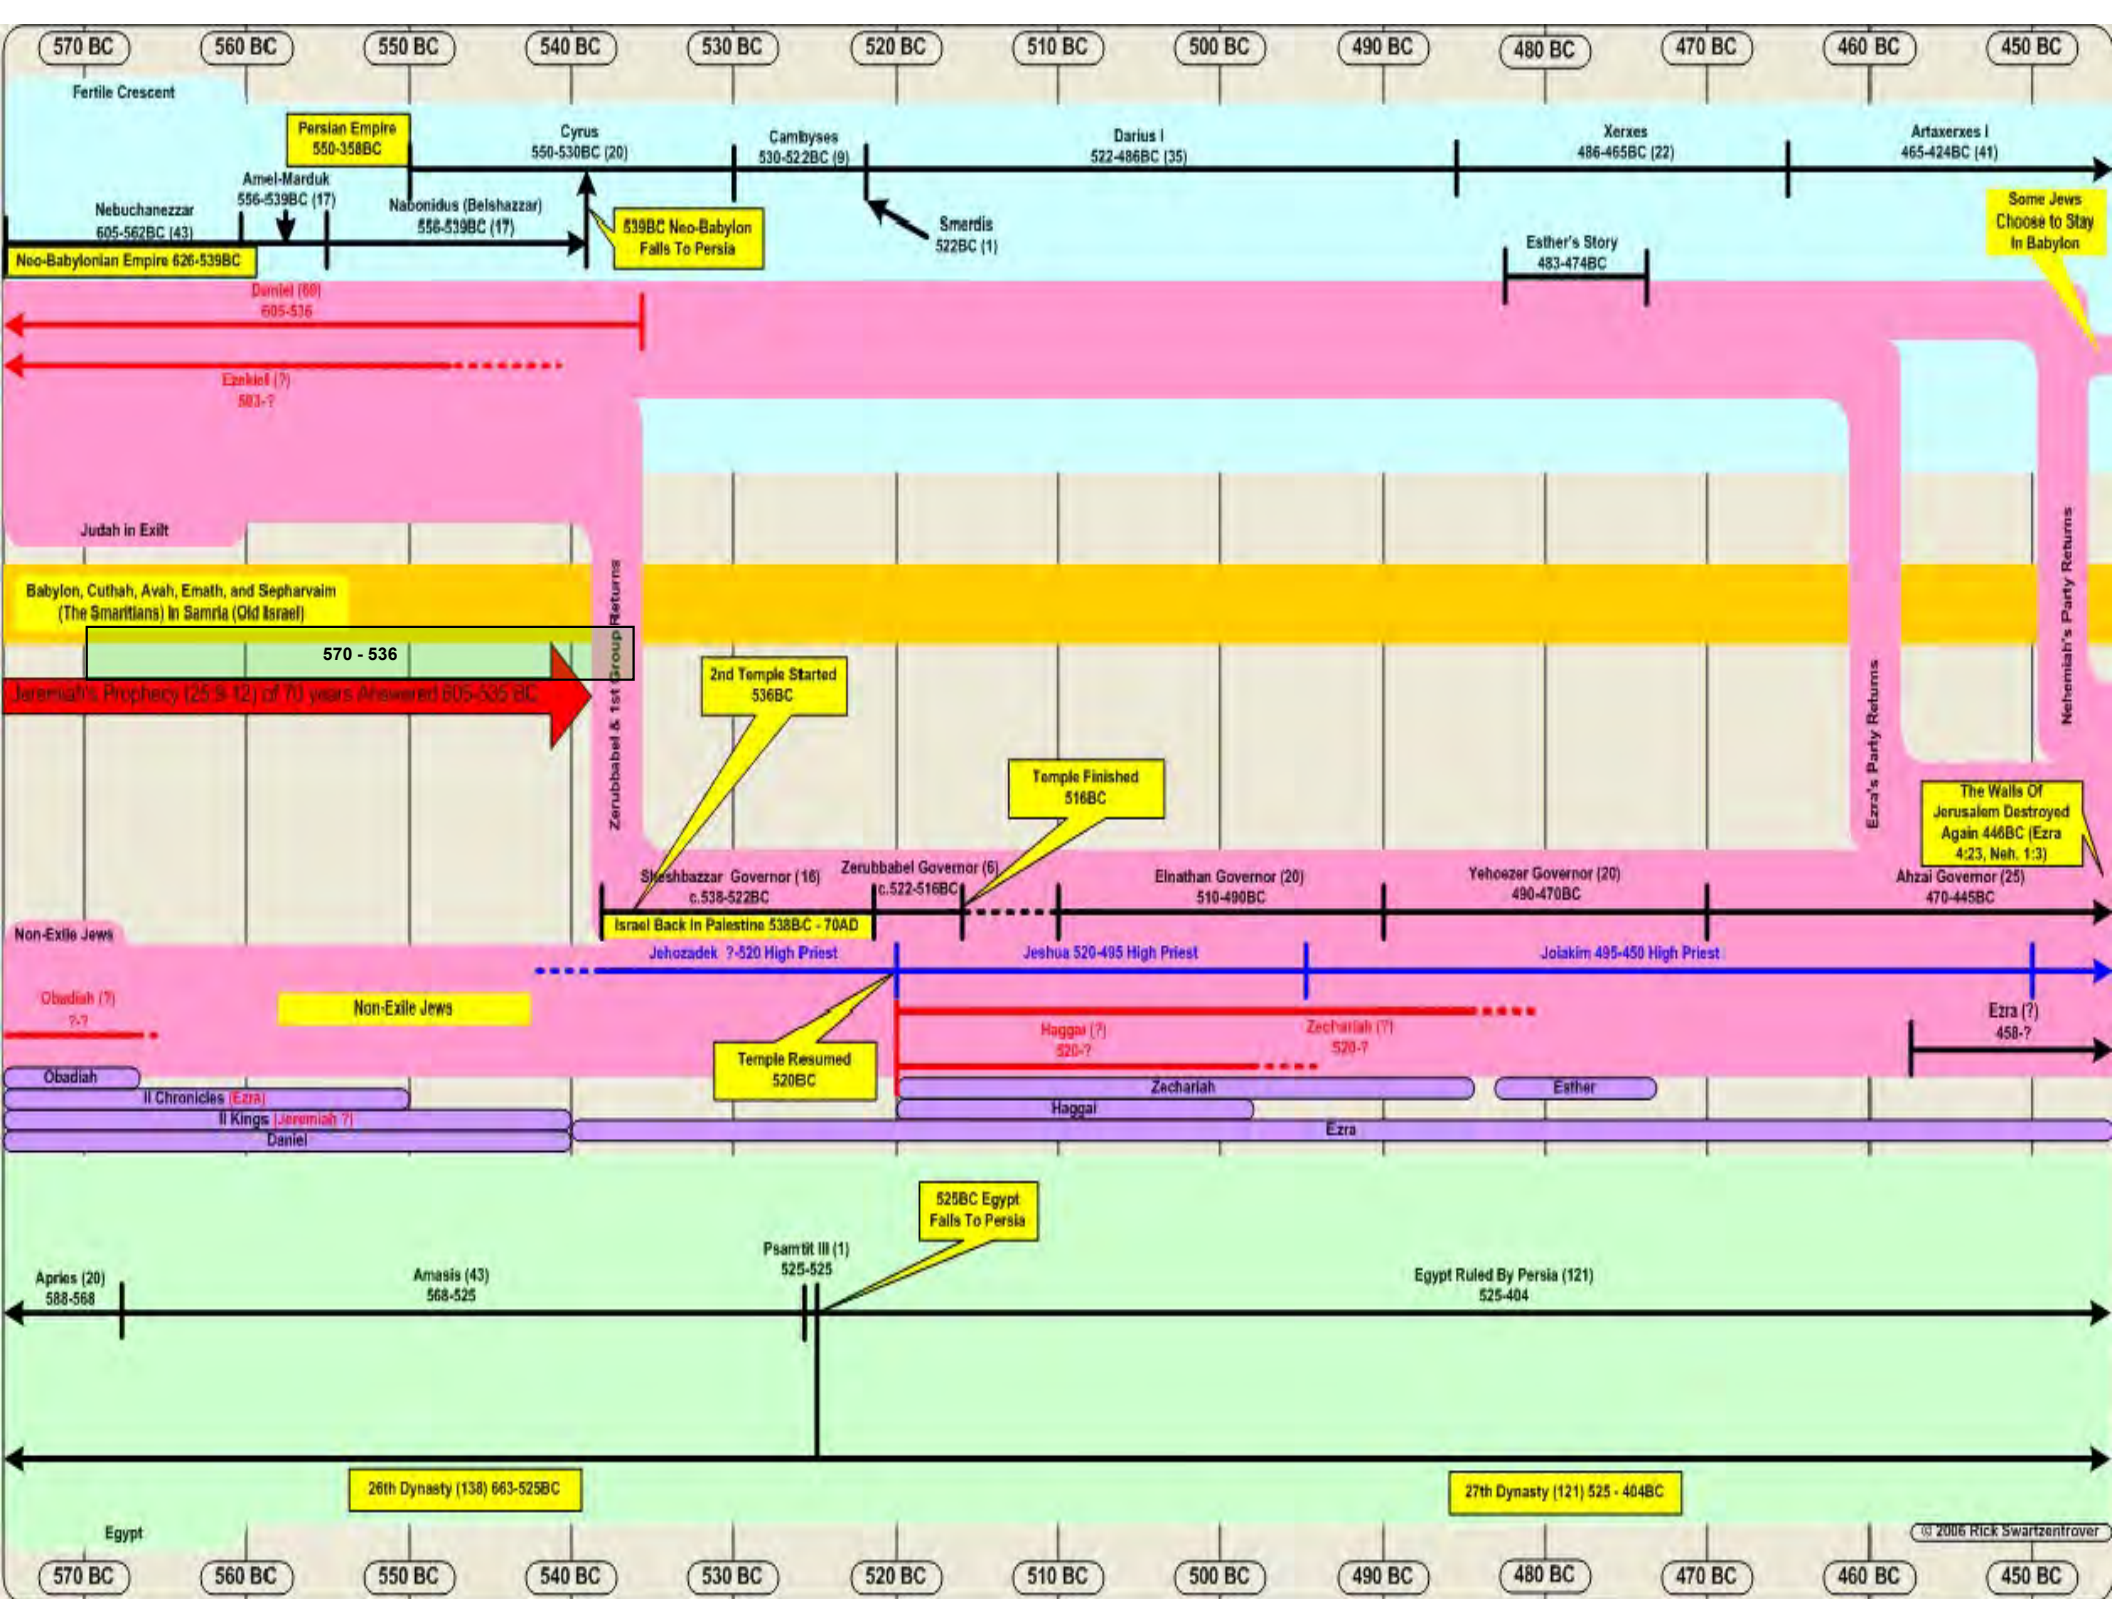 570 BC
560 BC
550 BC
540 BC
530 BC
520 BC
510 BC
500 BC
490 BC
480 BC
470 BC
460 BC
450 BC
Fertile Crescent
Persian Empire
550-358BC
Cyrus
550-530BC (20)
Cambyses
530-522BC (9)
Darius I
522-486BC (35)
Xerxes
486-465BC (22)
Artaxerxes I
465-424BC (41)
Amel-Marduk
556-539BC (17)
Nebuchanezzar
605-562BC (43)
Nabonidus (Belshazzar)
556-539BC (17)
539BC Neo-Babylon
Falls To Persia
Smerdis
522BC (1)
Esther's Story
483-474BC
Some Jews
Choose to Stay
In Babylon
Neo-Babylonian Empire 626-539BC
Daniel (69)
605-536
Ezekiell (?)
593-?
Judah in Exilt
Babylon, Cuthah, Avah, Emath, and Sepharvaim
(The Smaritians) In Samria (Old Israel)
570 - 536
Jeremiah's Prophecy (25:9-12) of 70 years Answered 605-535 BC
Zerubbabel & 1st Group Returns
Ezra's Party Returns
Nehemiah's Party Returns
2nd Temple Started
536BC
Temple Finished
516BC
The Walls Of
Jerusalem Destroyed
Again 446BC (Ezra
4:23, Neh. 1:3)
Sheshbazzar Governor (16)
c.538-522BC
Zerubbabel Governor (6)
c.522-516BC
Elnathan Governor (20)
510-490BC
Yehoezer Governor (20)
490-470BC
Ahzai Governor (25)
470-445BC
Israel Back In Palestine 538BC - 70AD
Non-Exile Jews
Jehozadek ?-520 High Priest
Jeshua 520-495 High Priest
Joiakim 495-450 High Priest
Obadiah (?)
?-?
Non-Exile Jews
Haggai (?)
520-?
Zechariah (?)
520-?
Ezra (?)
458-?
Temple Resumed
520BC
Obadiah
II Chronicles (Ezra)
II Kings (Jeremiah ?)
Daniel
Zechariah
Esther
Haggai
Ezra
525BC Egypt
Falls To Persia
Psamtit III (1)
525-525
Apries (20)
588-568
Amasis (43)
568-525
Egypt Ruled By Persia (121)
525-404
26th Dynasty (138) 663-525BC
27th Dynasty (121) 525 - 404BC
Egypt
© 2006 Rick Swartzentrover
570 BC
560 BC
550 BC
540 BC
530 BC
520 BC
510 BC
500 BC
490 BC
480 BC
470 BC
460 BC
450 BC